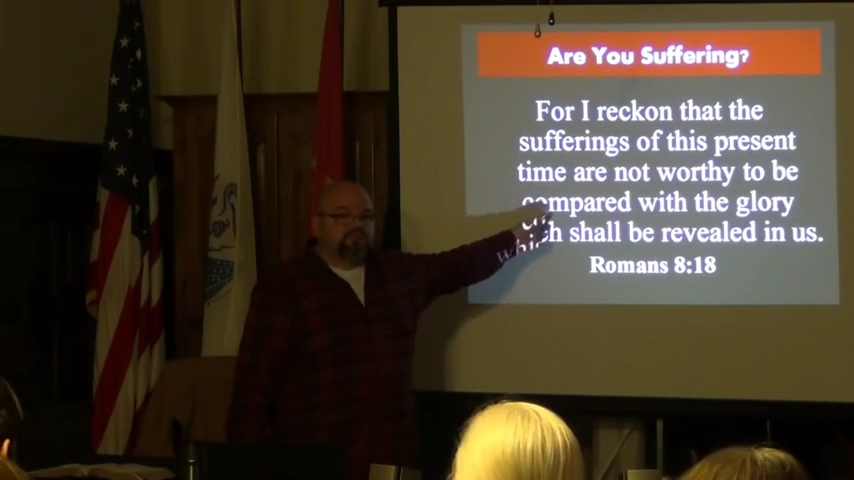 Are You Suffering?
For I reckon that the
sufferings of this present
time are not worthy to be
compared with the glory
which shall be revealed in us.
Romans 8:18